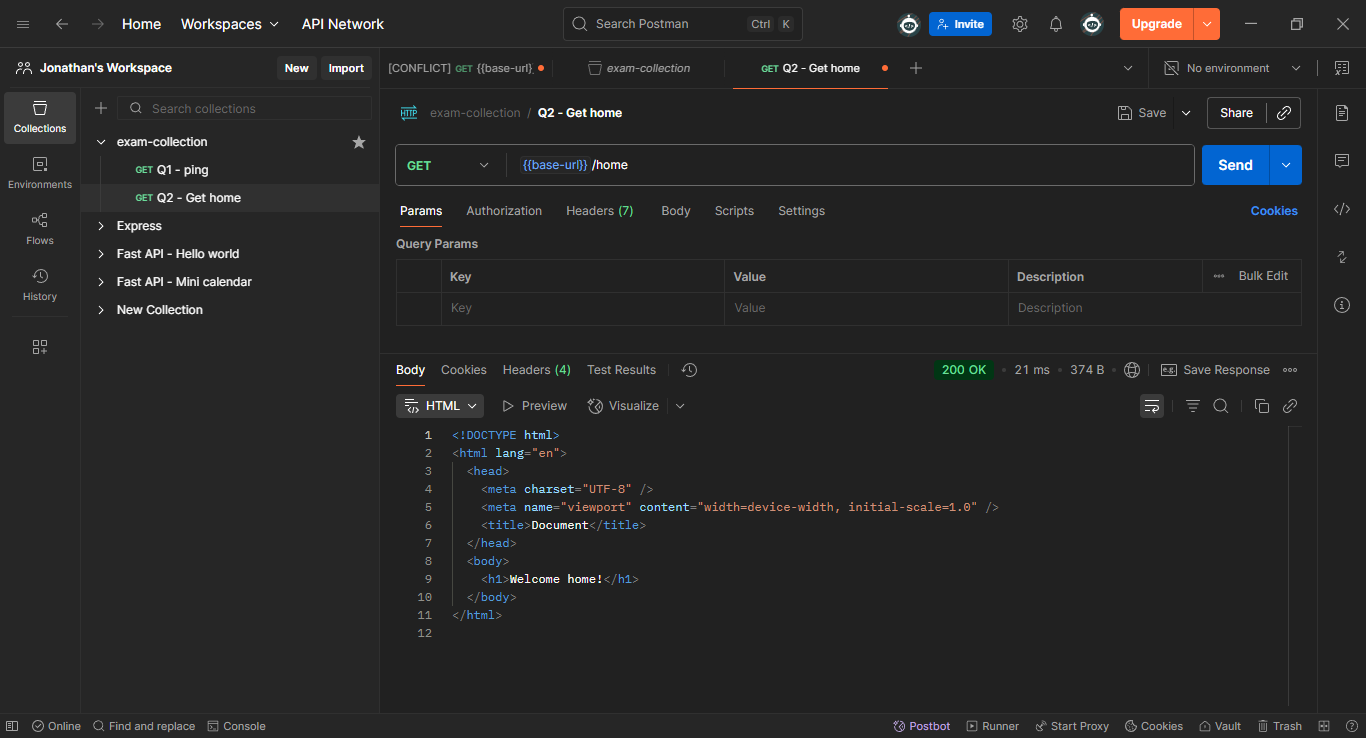 Home Workspaces API Network Search Postman Ctrl K Invite Upgrade
Jonathan's Workspace New Import
[CONFLICT] GET {{base-url} exam-collection GET Q2 - Get home No environment
Collections
Environments
Flows
History
Search collections
exam-collection
GET Q1 - ping
GET Q2 - Get home
Express
Fast API - Hello world
Fast API - Mini calendar
New Collection
HTTP exam-collection / Q2 - Get home Save Share
GET {{base-url}} /home Send
Params Authorization Headers (7) Body Scripts Settings Cookies
Query Params
Key Value Description Bulk Edit
Key Value Description
Body Cookies Headers (4) Test Results 200 OK • 21 ms • 374 B • e.g. Save Response
HTML Preview Visualize
1 <!DOCTYPE html>
2 <html lang="en">
3 <head>
4 <meta charset="UTF-8" />
5 <meta name="viewport" content="width=device-width, initial-scale=1.0" />
6 <title>Document</title>
7 </head>
8 <body>
9 <h1>Welcome home!</h1>
10 </body>
11 </html>
12
Online Find and replace Console Postbot Runner Start Proxy Cookies Vault Trash